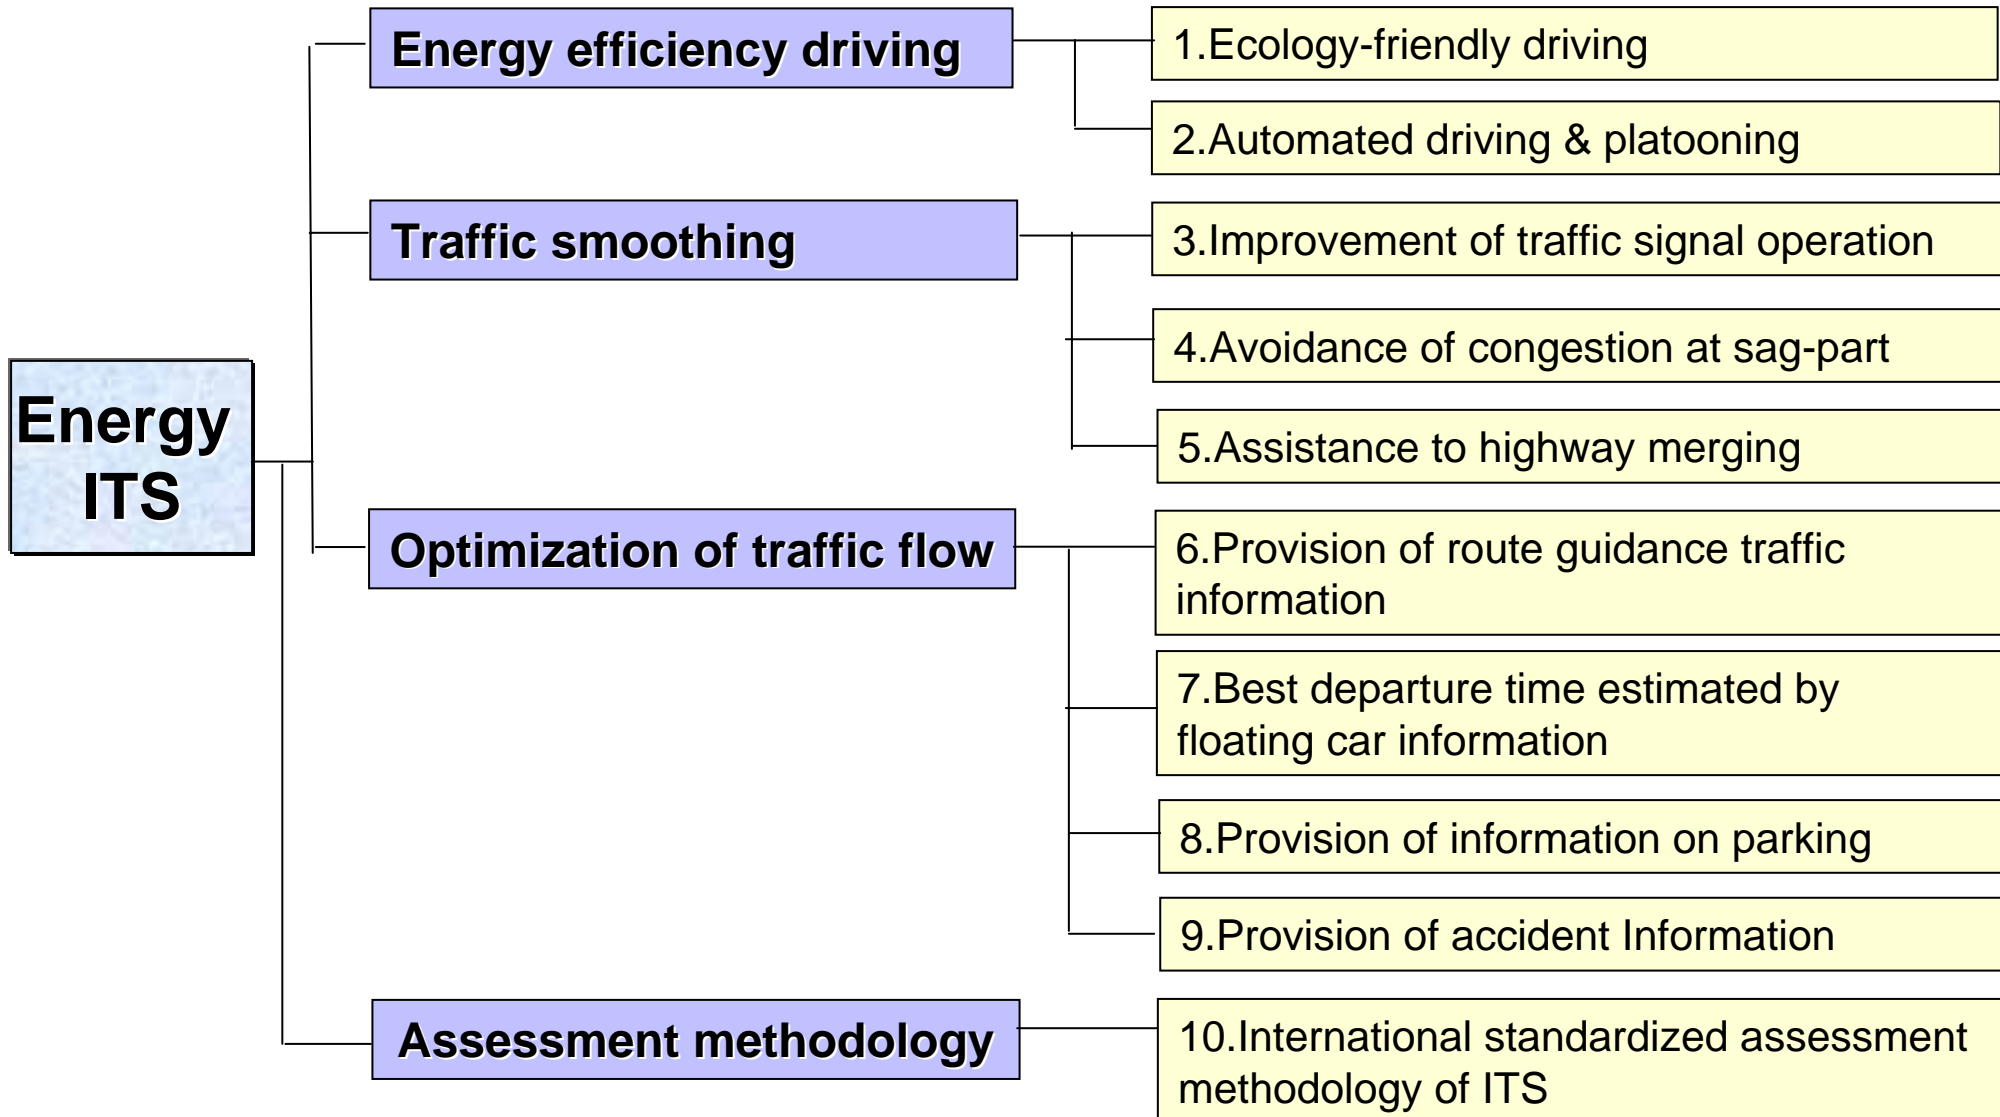 Energy efficiency driving
1.Ecology-friendly driving
2.Automated driving & platooning
Traffic smoothing
3.Improvement of traffic signal operation
4.Avoidance of congestion at sag-part
5.Assistance to highway merging
Energy
ITS
Optimization of traffic flow
6.Provision of route guidance traffic
information
7.Best departure time estimated by
floating car information
8.Provision of information on parking
9.Provision of accident Information
Assessment methodology
10.International standardized assessment
methodology of ITS